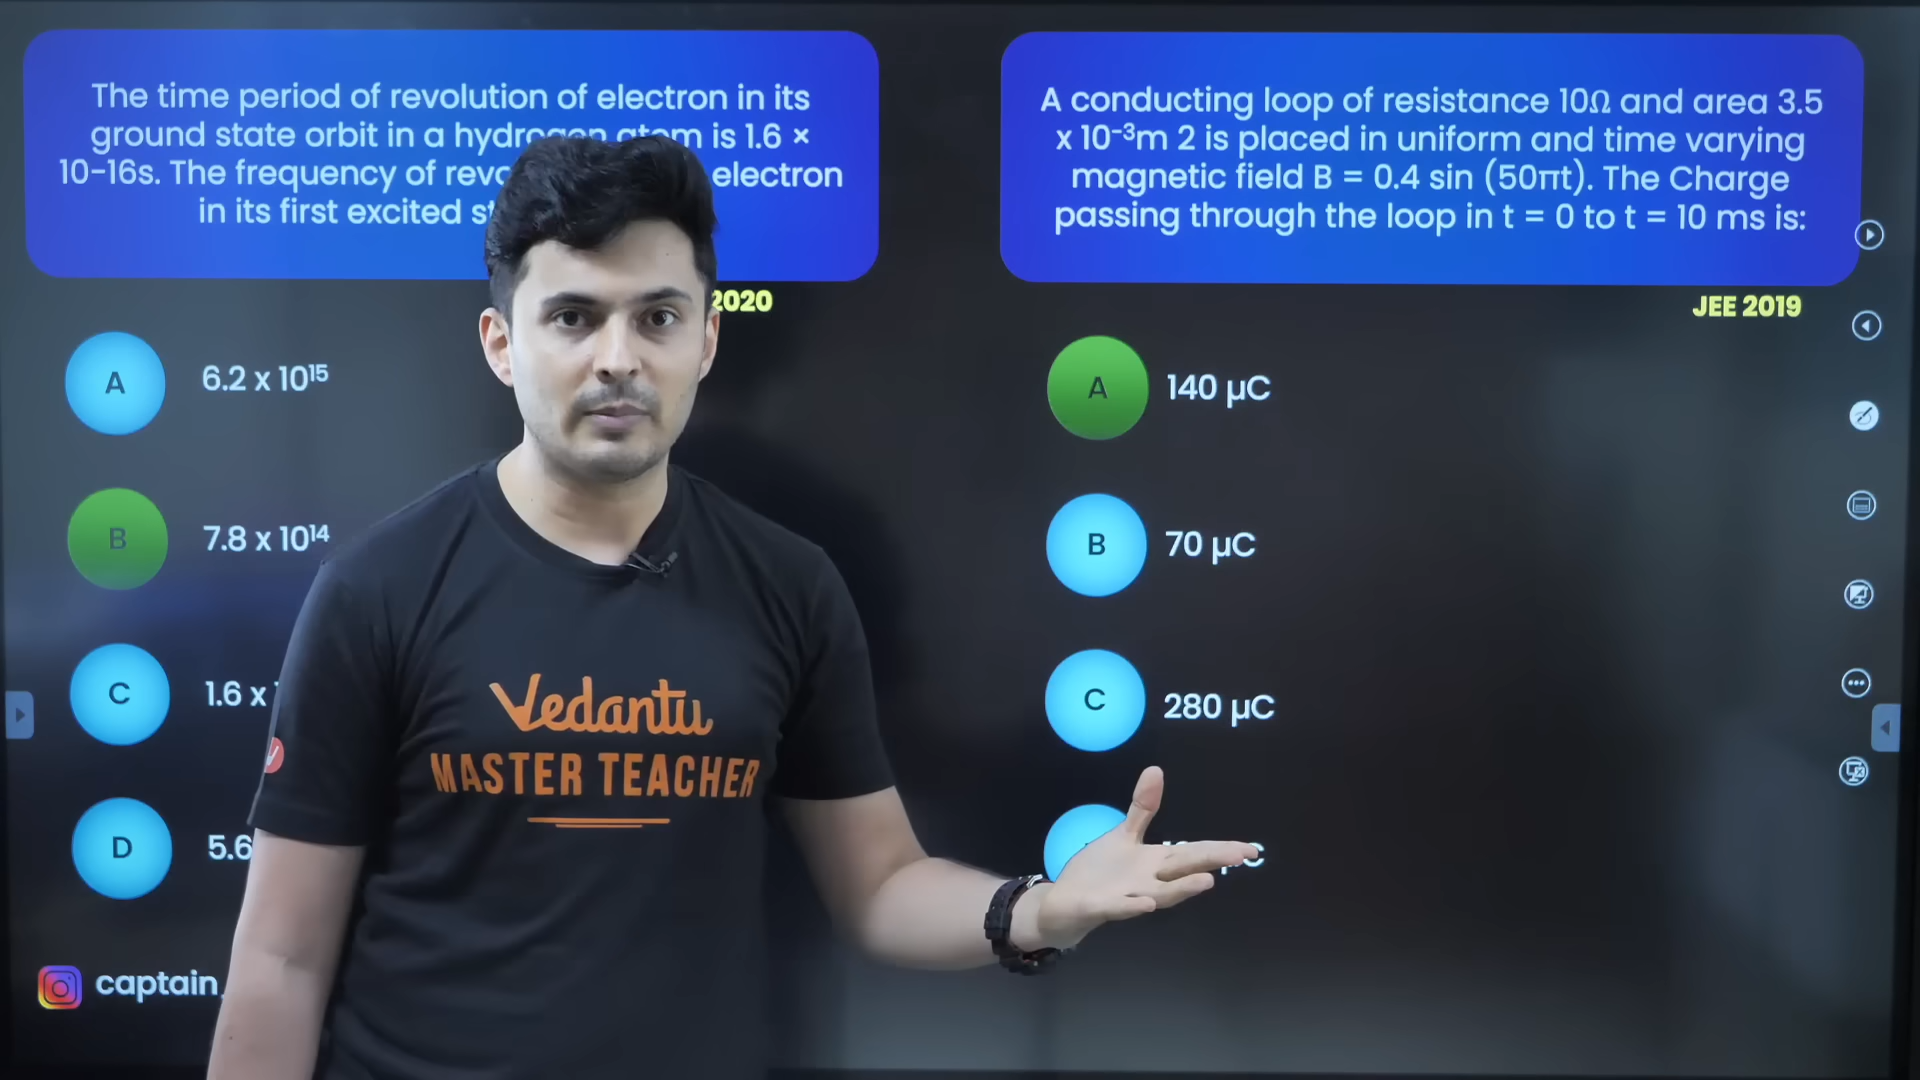 The time period of revolution of electron in its
ground state orbit in a hydrogen atom is 1.6 ×
10-16s. The frequency of electron
in its first excited
2020
A 6.2 x 10¹⁵
B 7.8 x 10¹⁴
C 1.6 x
D 5.6
captain
Vedantu
MASTER TEACHER
A conducting loop of resistance 10Ω and area 3.5
x 10⁻³m 2 is placed in uniform and time varying
magnetic field B = 0.4 sin (50πt). The Charge
passing through the loop in t = 0 to t = 10 ms is:
JEE 2019
A 140 µC
B 70 µC
C 280 µC
µC